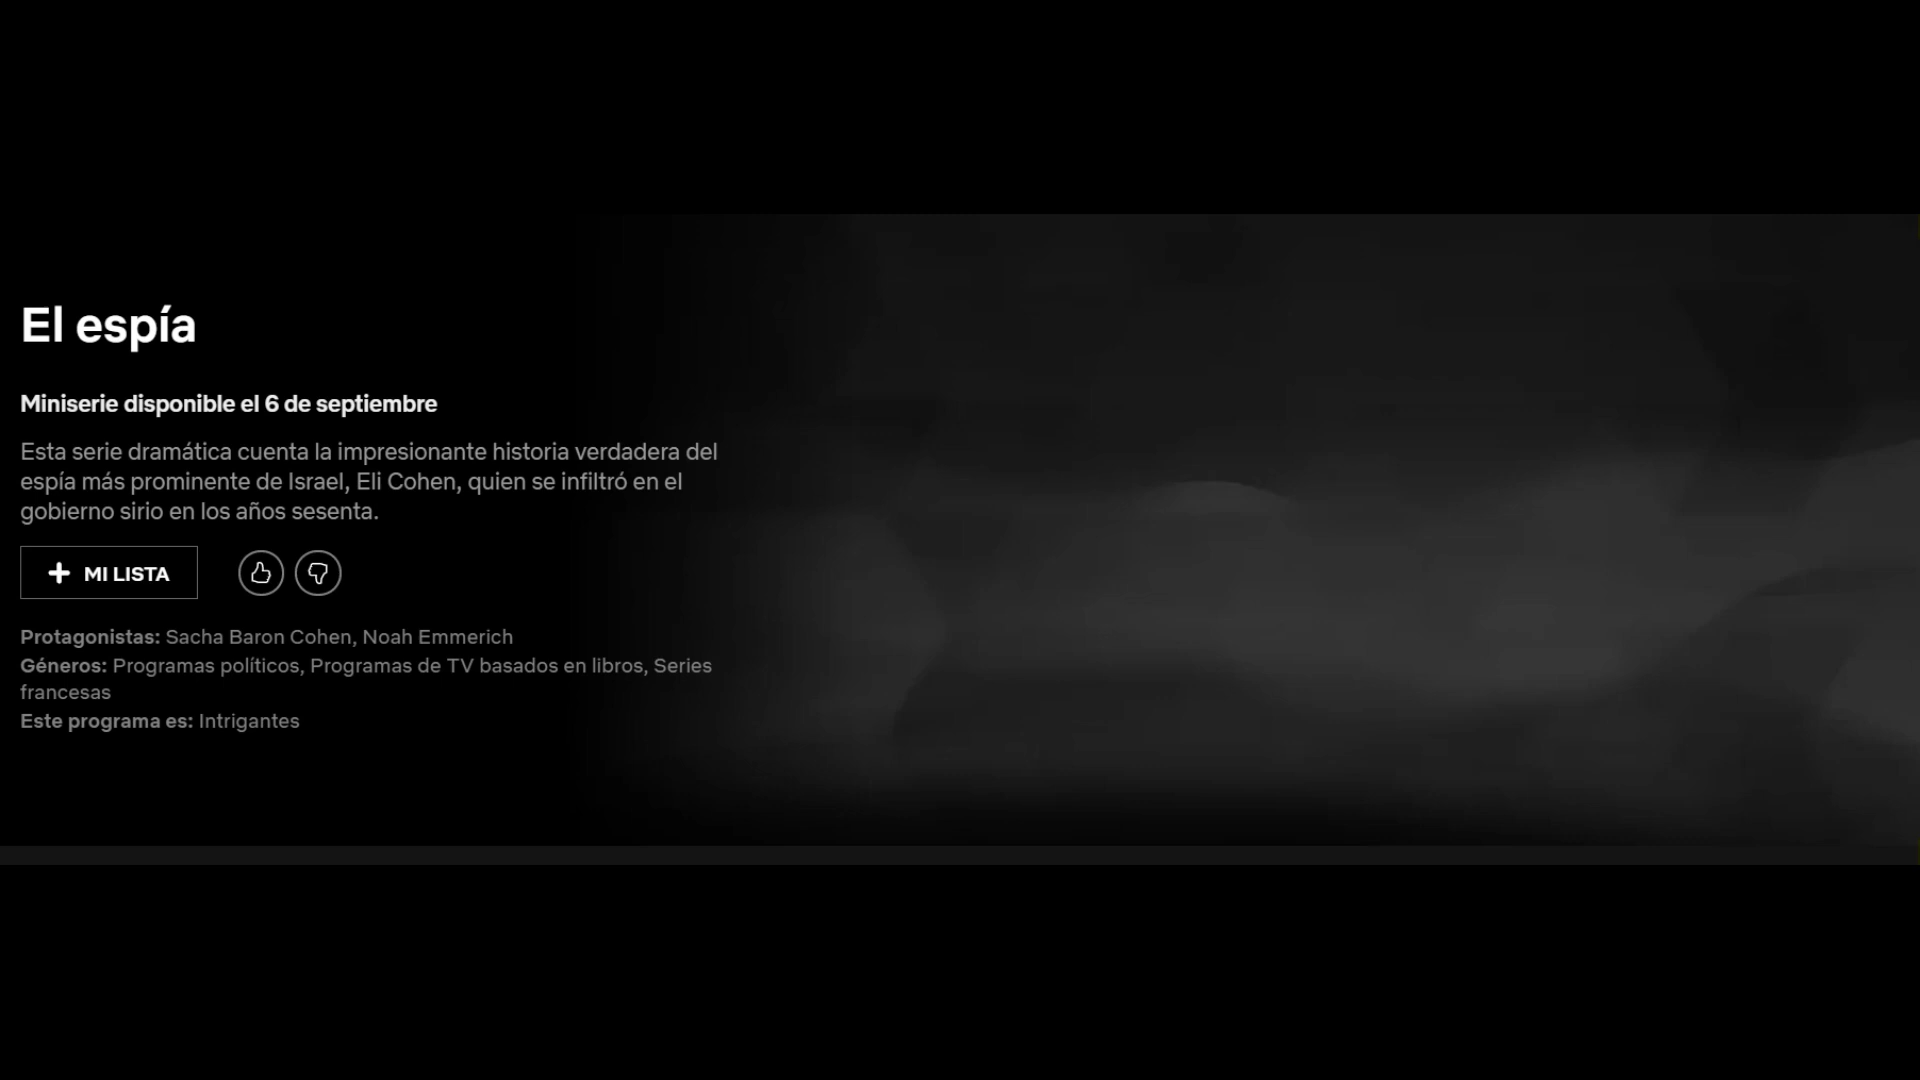 El espía
Miniserie disponible el 6 de septiembre
Esta serie dramática cuenta la impresionante historia verdadera del
espía más prominente de Israel, Eli Cohen, quien se infiltró en el
gobierno sirio en los años sesenta.
MI LISTA
Protagonistas: Sacha Baron Cohen, Noah Emmerich
Géneros: Programas políticos, Programas de TV basados en libros, Series
francesas
Este programa es: Intrigantes